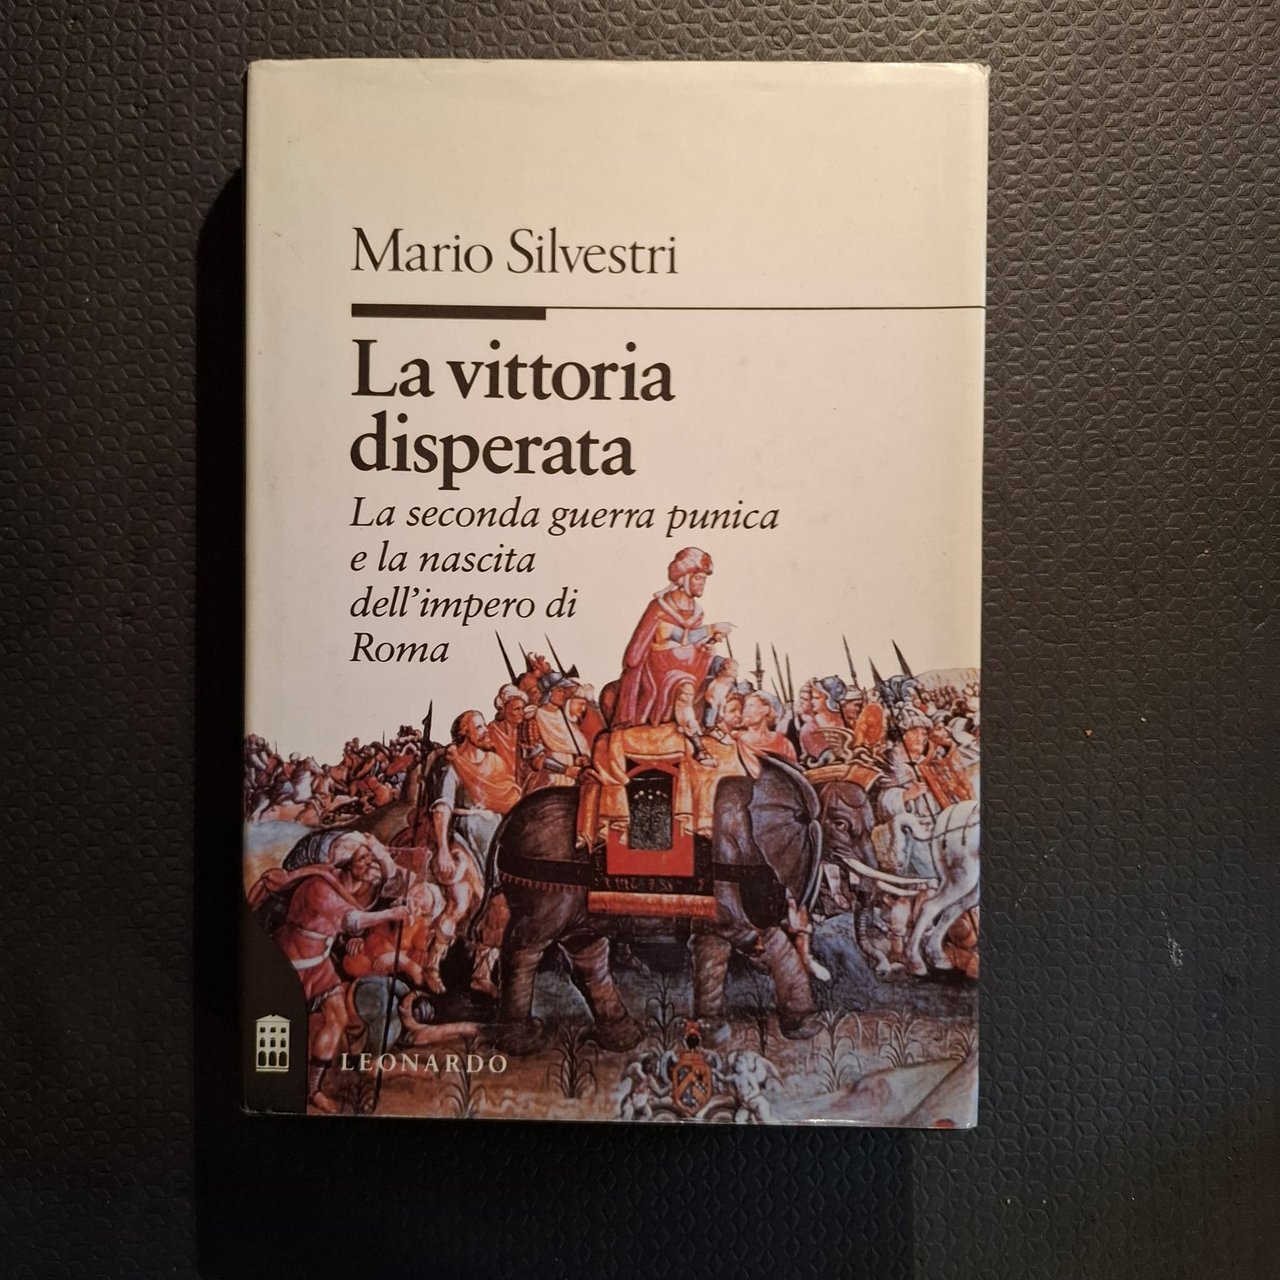 Mario Silvestri
La vittoria
disperata
La seconda guerra punica
e la nascita
dell'impero di
Roma
LEONARDO